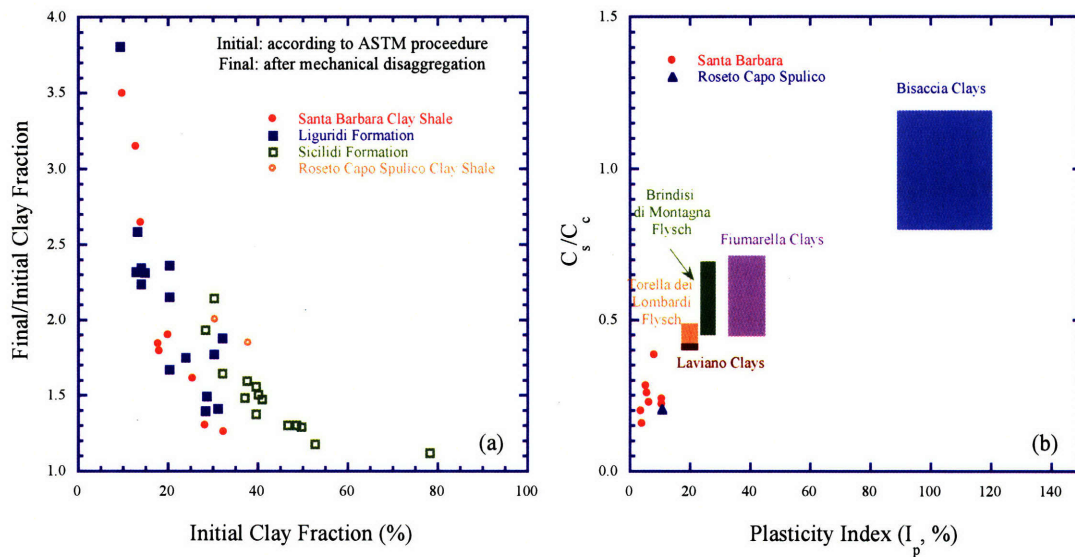 4.0
3.5
3.0
2.5
2.0
1.5
1.0
Final/Initial Clay Fraction
Initial: according to ASTM proceedure
Final: after mechanical disaggregation
Santa Barbara Clay Shale
Liguridi Formation
Sicilidi Formation
Roseto Capo Spulico Clay Shale
(a)
0 20 40 60 80 100
Initial Clay Fraction (%)
1.5
1.0
0.5
0.0
C_s/C_c
Santa Barbara
Roseto Capo Spulico
Bisaccia Clays
Brindisi
di Montagna
Flysch
Fiumarella Clays
Torella dei
Lombardi
Flysch
Laviano Clays
(b)
0 20 40 60 80 100 120 140
Plasticity Index (I_p, %)